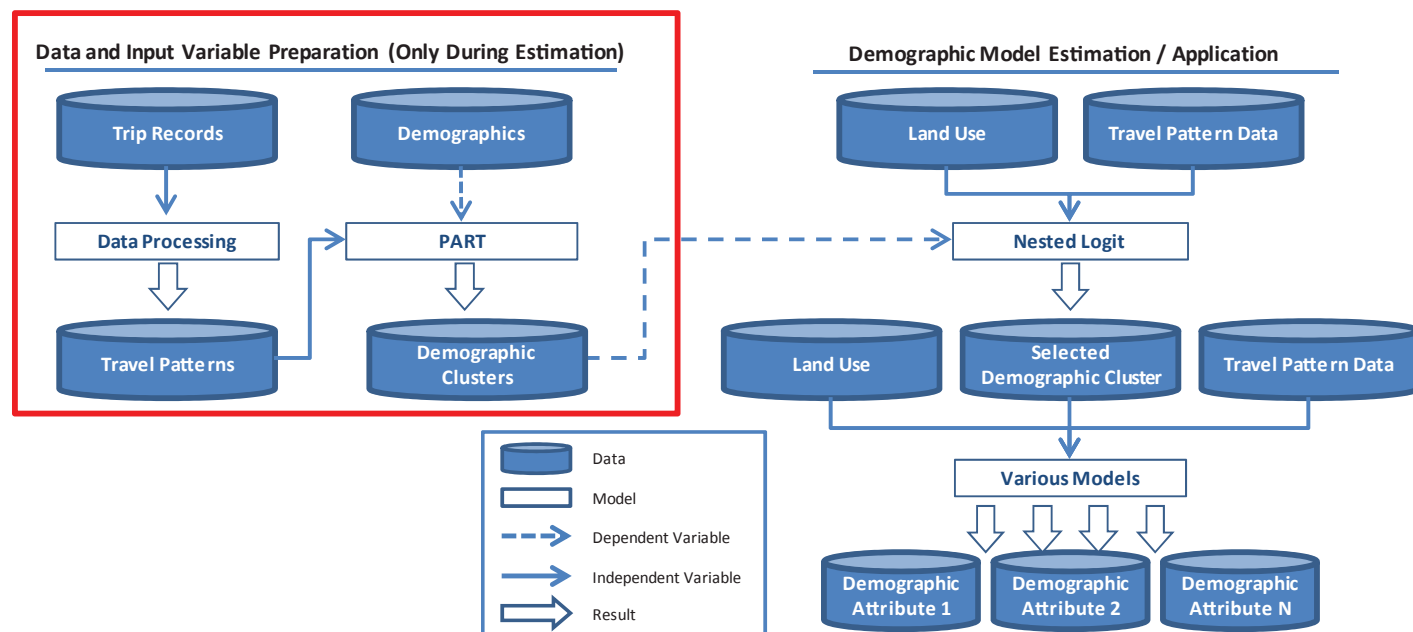 Data and Input Variable Preparation (Only During Estimation)
Trip Records
Demographics
Data Processing
PART
Travel Patterns
Demographic
Clusters
Demographic Model Estimation / Application
Land Use
Travel Pattern Data
Nested Logit
Land Use
Selected
Demographic Cluster
Travel Pattern Data
Various Models
Demographic
Attribute 1
Demographic
Attribute 2
Demographic
Attribute N
Data
Model
Dependent Variable
Independent Variable
Result